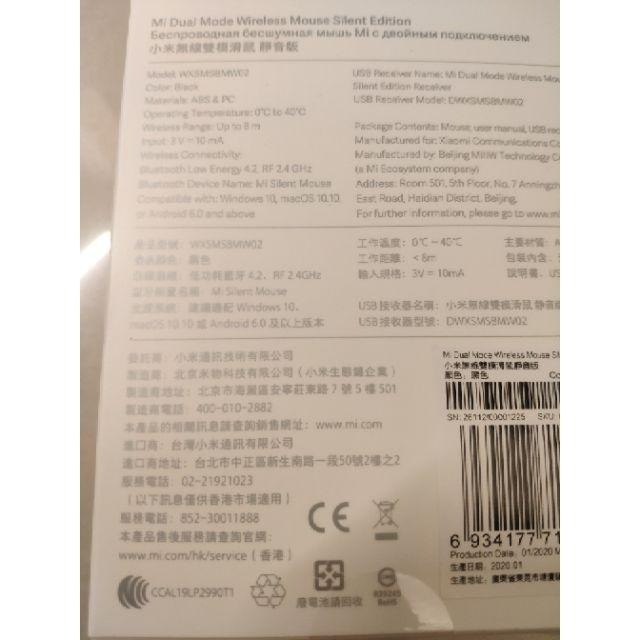 Mi Dual Mode Wireless Mouse Silent Edition
Беспроводная бесшумная мышь Mi с двойным подключением
小米無線雙模滑鼠 靜音版
Model: WXSMSBMW02
Color: Black
Materials: ABS & PC
Operating Temperature: 0°C to 40°C
Wireless Range: Up to 8 m
Input: 3 V⎓10 mA
Wireless Connectivity:
Bluetooth Low Energy 4.2, RF 2.4 GHz
Bluetooth Device Name: Mi Silent Mouse
Compatible with: Windows 10, macOS 10.10
or Android 6.0 and above
USB Receiver Name: Mi Dual Mode Wireless
Silent Edition Receiver
USB Receiver Model: DWXSMSBMW02
Package Contents: Mouse, user manual, USB
Manufactured for: Xiaomi Communications
Manufactured by: Beijing MiiiW Technology
(a Mi Ecosystem company)
Address: Room 501, 5th Floor, No. 7
East Road, Haidian District, Beijing,
For further information, please go to
產品型號: WXSMSBMW02
產品顏色: 黑色
無線連接: 低功耗藍牙 4.2、RF 2.4GHz
藍牙裝置名稱: Mi Silent Mouse
支援系統: 建議適配 Windows 10、
macOS 10.10 或 Android 6.0 及以上版本
工作溫度: 0℃~40℃
工作距離: <8m
輸入規格: 3V⎓10mA
主要材質:
包裝內含:
說明書、
USB 接收器名稱: 小米無線雙模滑鼠 靜音版
USB 接收器型號: DWXSMSBMW02
委託商: 小米通訊技術有限公司
製造商: 北京米物科技有限公司(小米生態鏈企業)
製造商地址: 北京市海淀區安寧莊東路 7 號 5 樓 501
製造商電話: 400-010-2882
本產品的相關訊息請查詢銷售網站: www.mi.com
進口商: 台灣小米通訊有限公司
進口商地址: 台北市中正區新生南路一段50號2樓之2
服務電話: 02-21921023
(以下訊息僅供香港市場適用)
服務電話: 852-30011888
本產品售後服務請查詢官網:
www.mi.com/hk/service(香港)
CE
CCAL19LP2990T1
廢電池請回收
R39245
RoHS
Mi Dual Mode Wireless Mouse
小米無線雙模滑鼠靜音版
顏色: 黑色
SKU:
6 934177 71
Production Date: 01/2020
生產日期: 2020.01